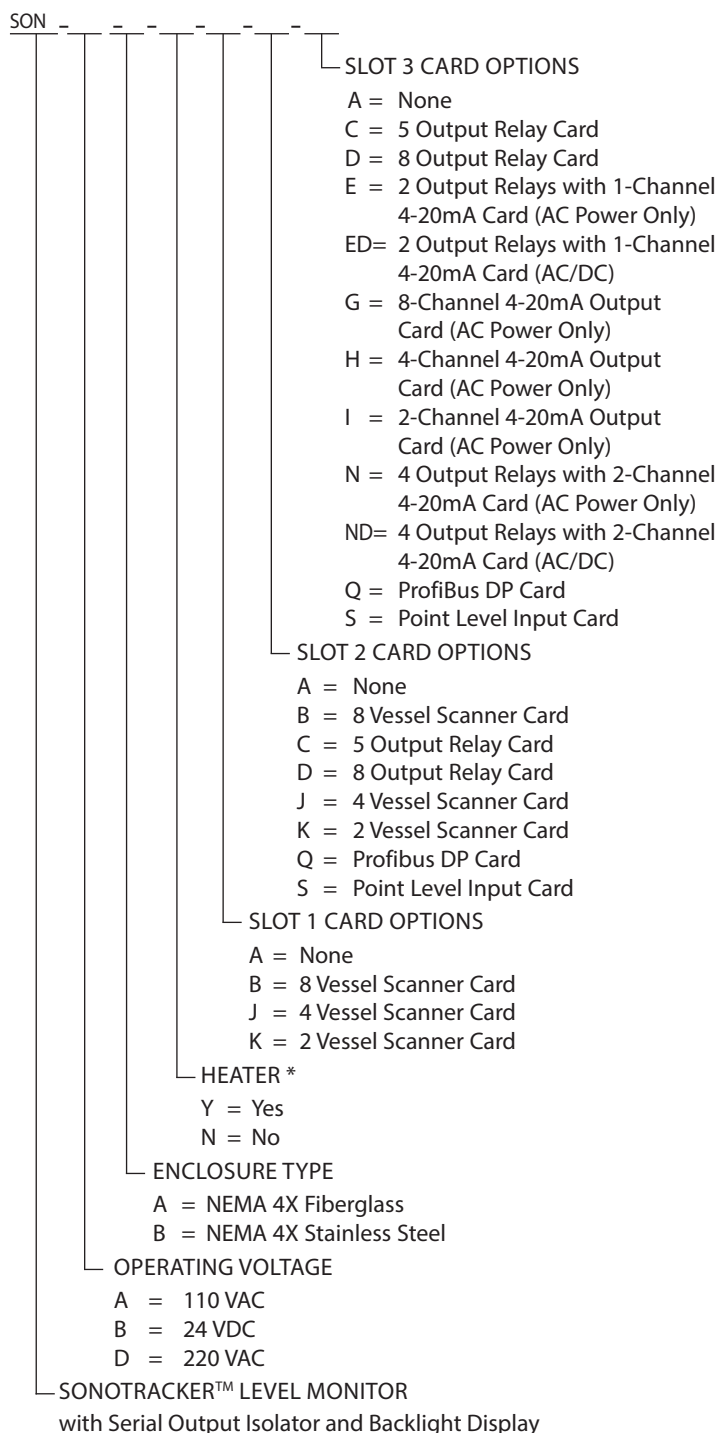 SON – – – – – –
SLOT 3 CARD OPTIONS
A = None
C = 5 Output Relay Card
D = 8 Output Relay Card
E = 2 Output Relays with 1-Channel
4-20mA Card (AC Power Only)
ED= 2 Output Relays with 1-Channel
4-20mA Card (AC/DC)
G = 8-Channel 4-20mA Output
Card (AC Power Only)
H = 4-Channel 4-20mA Output
Card (AC Power Only)
I = 2-Channel 4-20mA Output
Card (AC Power Only)
N = 4 Output Relays with 2-Channel
4-20mA Card (AC Power Only)
ND= 4 Output Relays with 2-Channel
4-20mA Card (AC/DC)
Q = ProfiBus DP Card
S = Point Level Input Card
SLOT 2 CARD OPTIONS
A = None
B = 8 Vessel Scanner Card
C = 5 Output Relay Card
D = 8 Output Relay Card
J = 4 Vessel Scanner Card
K = 2 Vessel Scanner Card
Q = Profibus DP Card
S = Point Level Input Card
SLOT 1 CARD OPTIONS
A = None
B = 8 Vessel Scanner Card
J = 4 Vessel Scanner Card
K = 2 Vessel Scanner Card
HEATER *
Y = Yes
N = No
ENCLOSURE TYPE
A = NEMA 4X Fiberglass
B = NEMA 4X Stainless Steel
OPERATING VOLTAGE
A = 110 VAC
B = 24 VDC
D = 220 VAC
SONOTRACKER™ LEVEL MONITOR
with Serial Output Isolator and Backlight Display